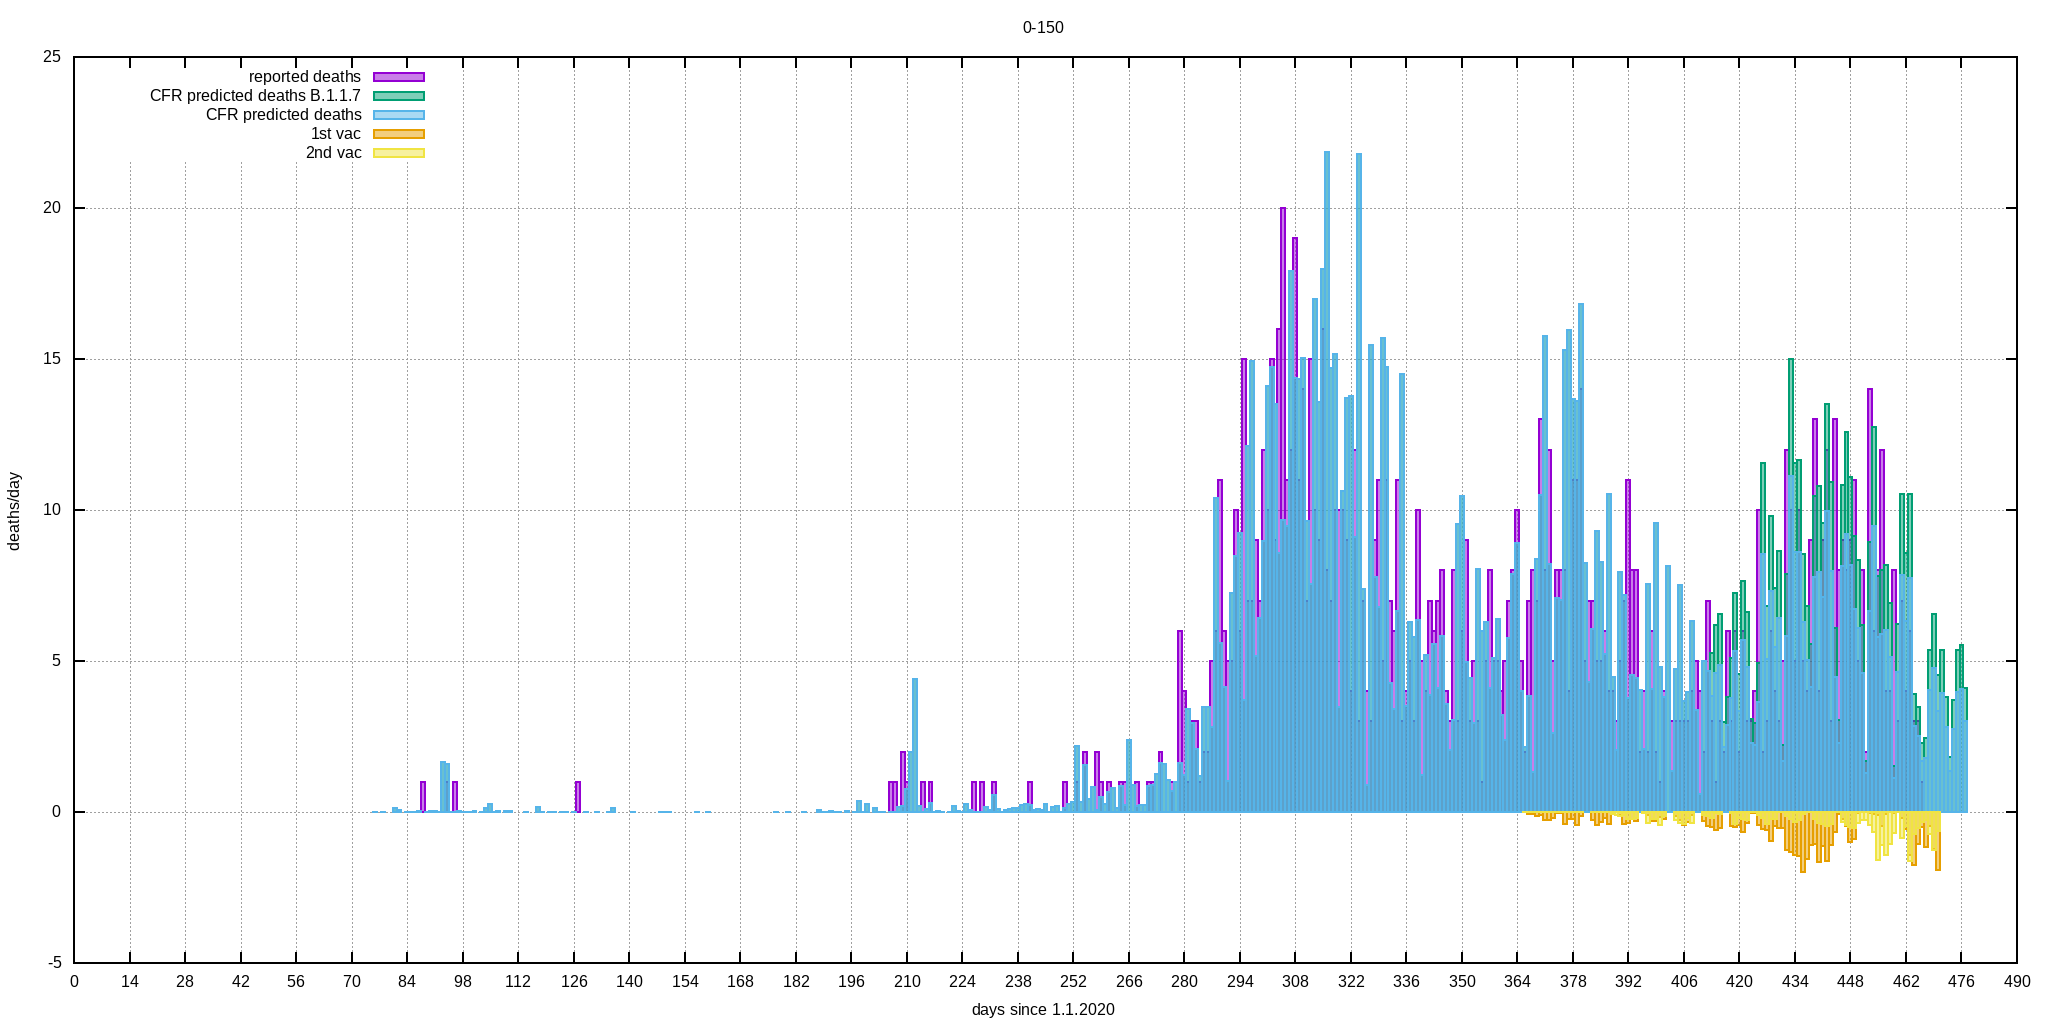 0-150
reported deaths
CFR predicted deaths B.1.1.7
CFR predicted deaths
1st vac
2nd vac
25
20
15
10
5
0
-5
deaths/day
0 14 28 42 56 70 84 98 112 126 140 154 168 182 196 210 224 238 252 266 280 294 308 322 336 350 364 378 392 406 420 434 448 462 476 490
days since 1.1.2020